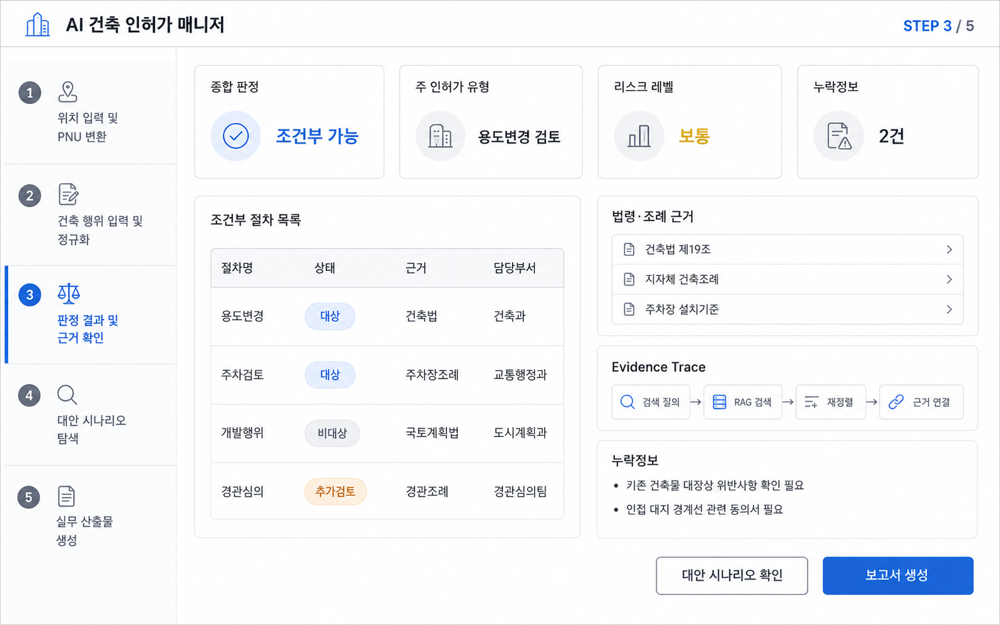 AI 건축 인허가 매니저
STEP 3 / 5
1
위치 입력 및
PNU 변환
2
건축 행위 입력 및
정규화
3
판정 결과 및
근거 확인
4
대안 시나리오
탐색
5
실무 산출물
생성
종합 판정
조건부 가능
주 인허가 유형
용도변경 검토
리스크 레벨
보통
누락정보
2건
조건부 절차 목록
절차명 상태 근거 담당부서
용도변경 대상 건축법 건축과
주차검토 대상 주차장조례 교통행정과
개발행위 비대상 국토계획법 도시계획과
경관심의 추가검토 경관조례 경관심의팀
법령·조례 근거
건축법 제19조
지자체 건축조례
주차장 설치기준
Evidence Trace
검색 질의 → RAG 검색 → 재정렬 → 근거 연결
누락정보
• 키존 건축물 대장상 위반사항 확인 필요
• 인접 대지 경계선 관련 동의서 필요
대안 시나리오 확인
보고서 생성